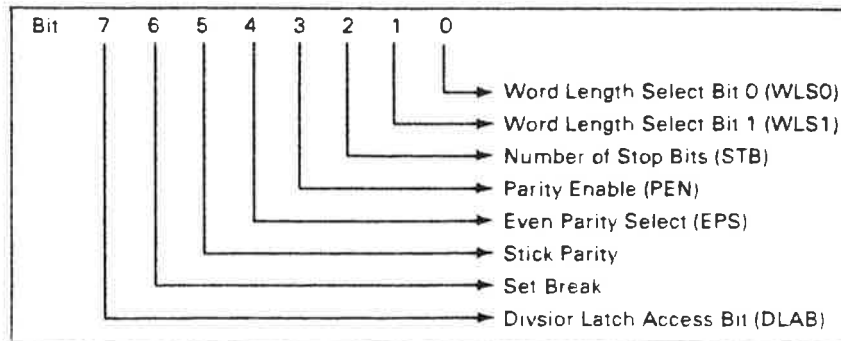 Bit 7 6 5 4 3 2 1 0
Word Length Select Bit 0 (WLS0)
Word Length Select Bit 1 (WLS1)
Number of Stop Bits (STB)
Parity Enable (PEN)
Even Parity Select (EPS)
Stick Parity
Set Break
Divsior Latch Access Bit (DLAB)